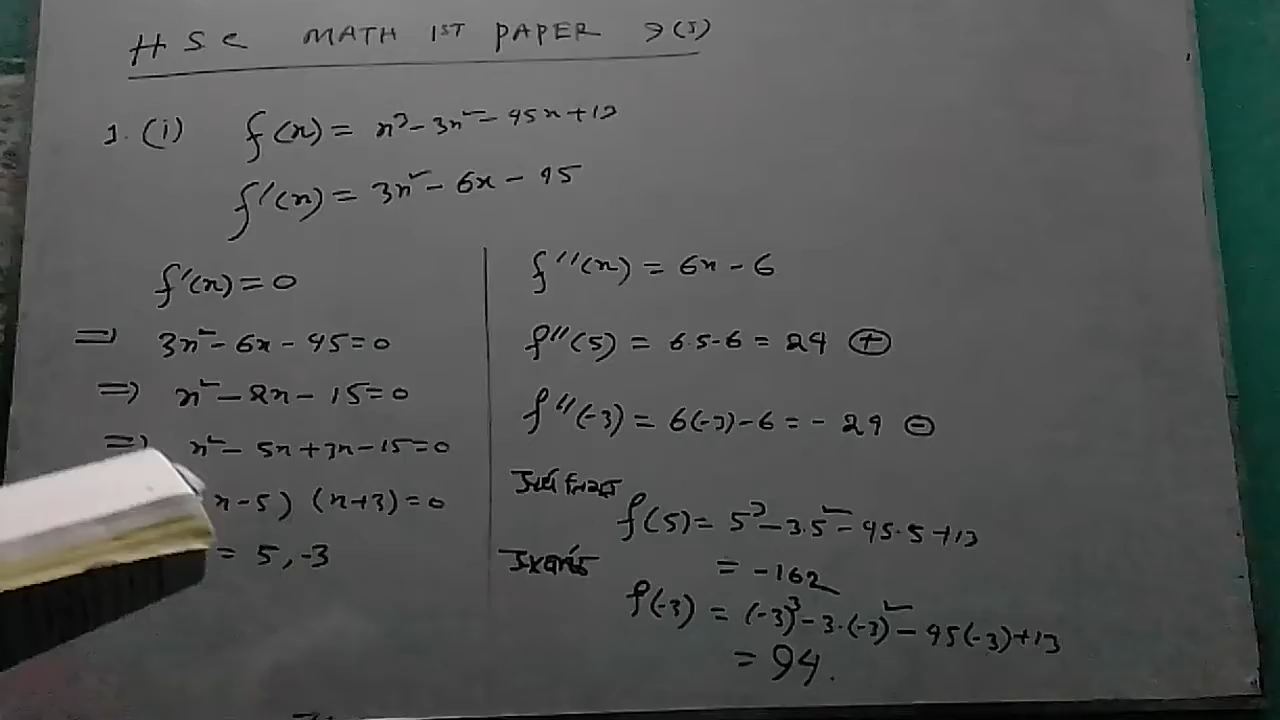 HSC MATH 1ST PAPER 9(J)
1. (i) f(x) = x³-3x²-45x+13
f'(x) = 3x²-6x-45
f'(x)=0
⇒ 3x²-6x-45=0
⇒ x²-2x-15=0
⇒ x²-5x+3x-15=0
x-5) (x+3)=0
= 5,-3
f''(x) = 6x-6
f''(5) = 6.5-6 = 24 ⊕
f''(-3) = 6(-3)-6 = -24 ⊖
f(5) = 5³-3.5²-45.5+13
= -162
f(-3) = (-3)³-3.(-3)²-45(-3)+13
= 94.